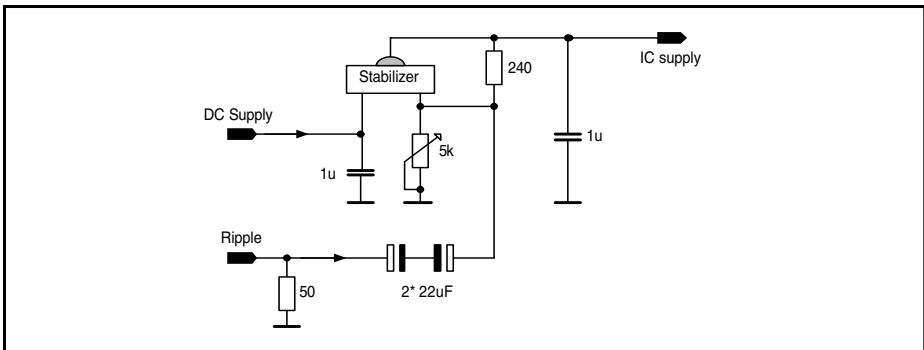 IC supply
240
Stabilizer
DC Supply
1u
5k
1u
Ripple
50
2* 22uF